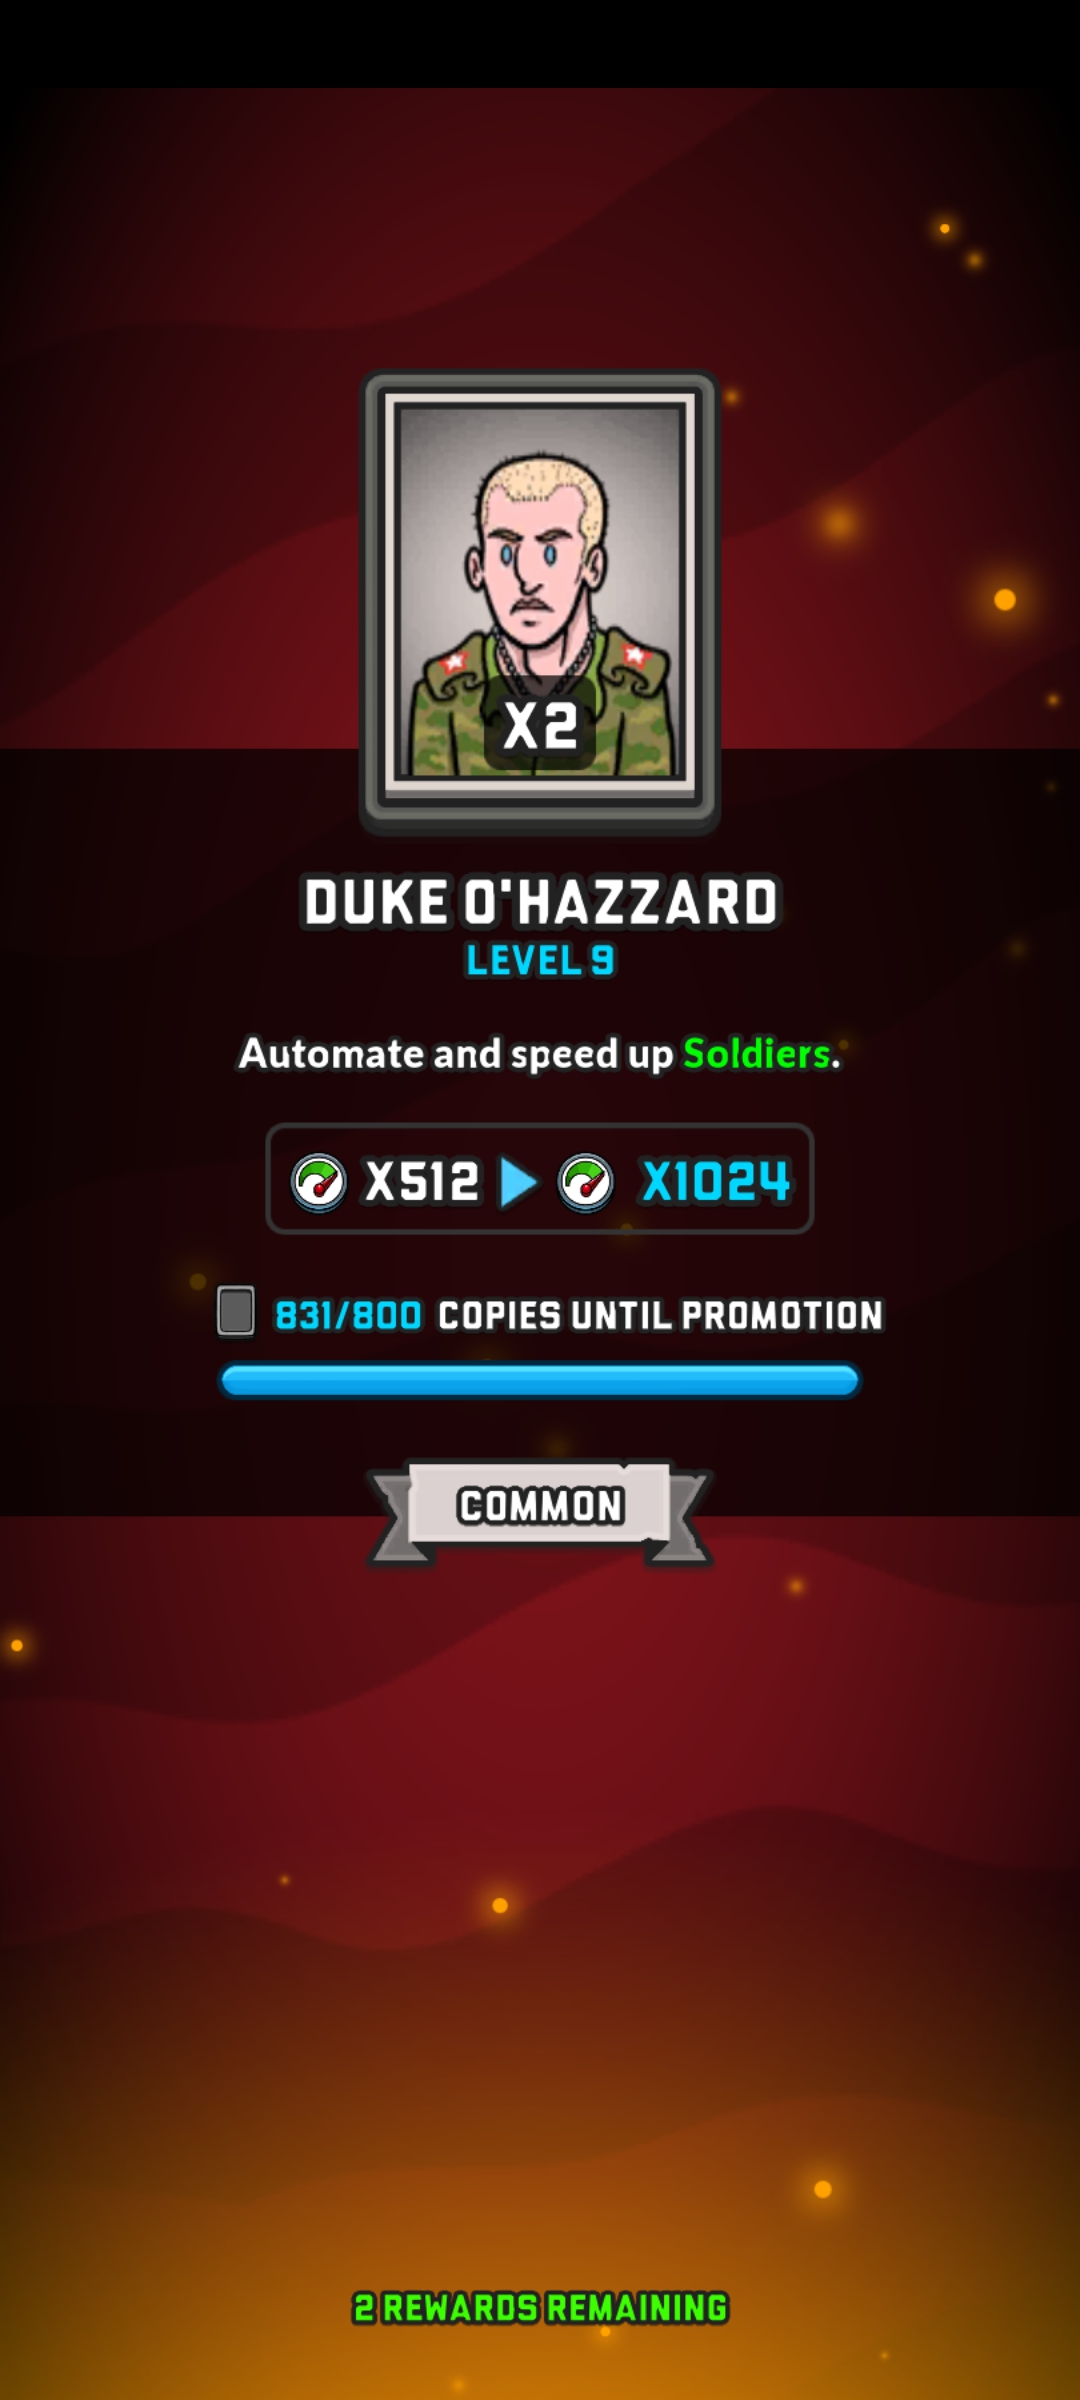 X2
DUKE O'HAZZARD
LEVEL 9
Automate and speed up Soldiers.
X512 X1024
831/800 COPIES UNTIL PROMOTION
COMMON
2 REWARDS REMAINING